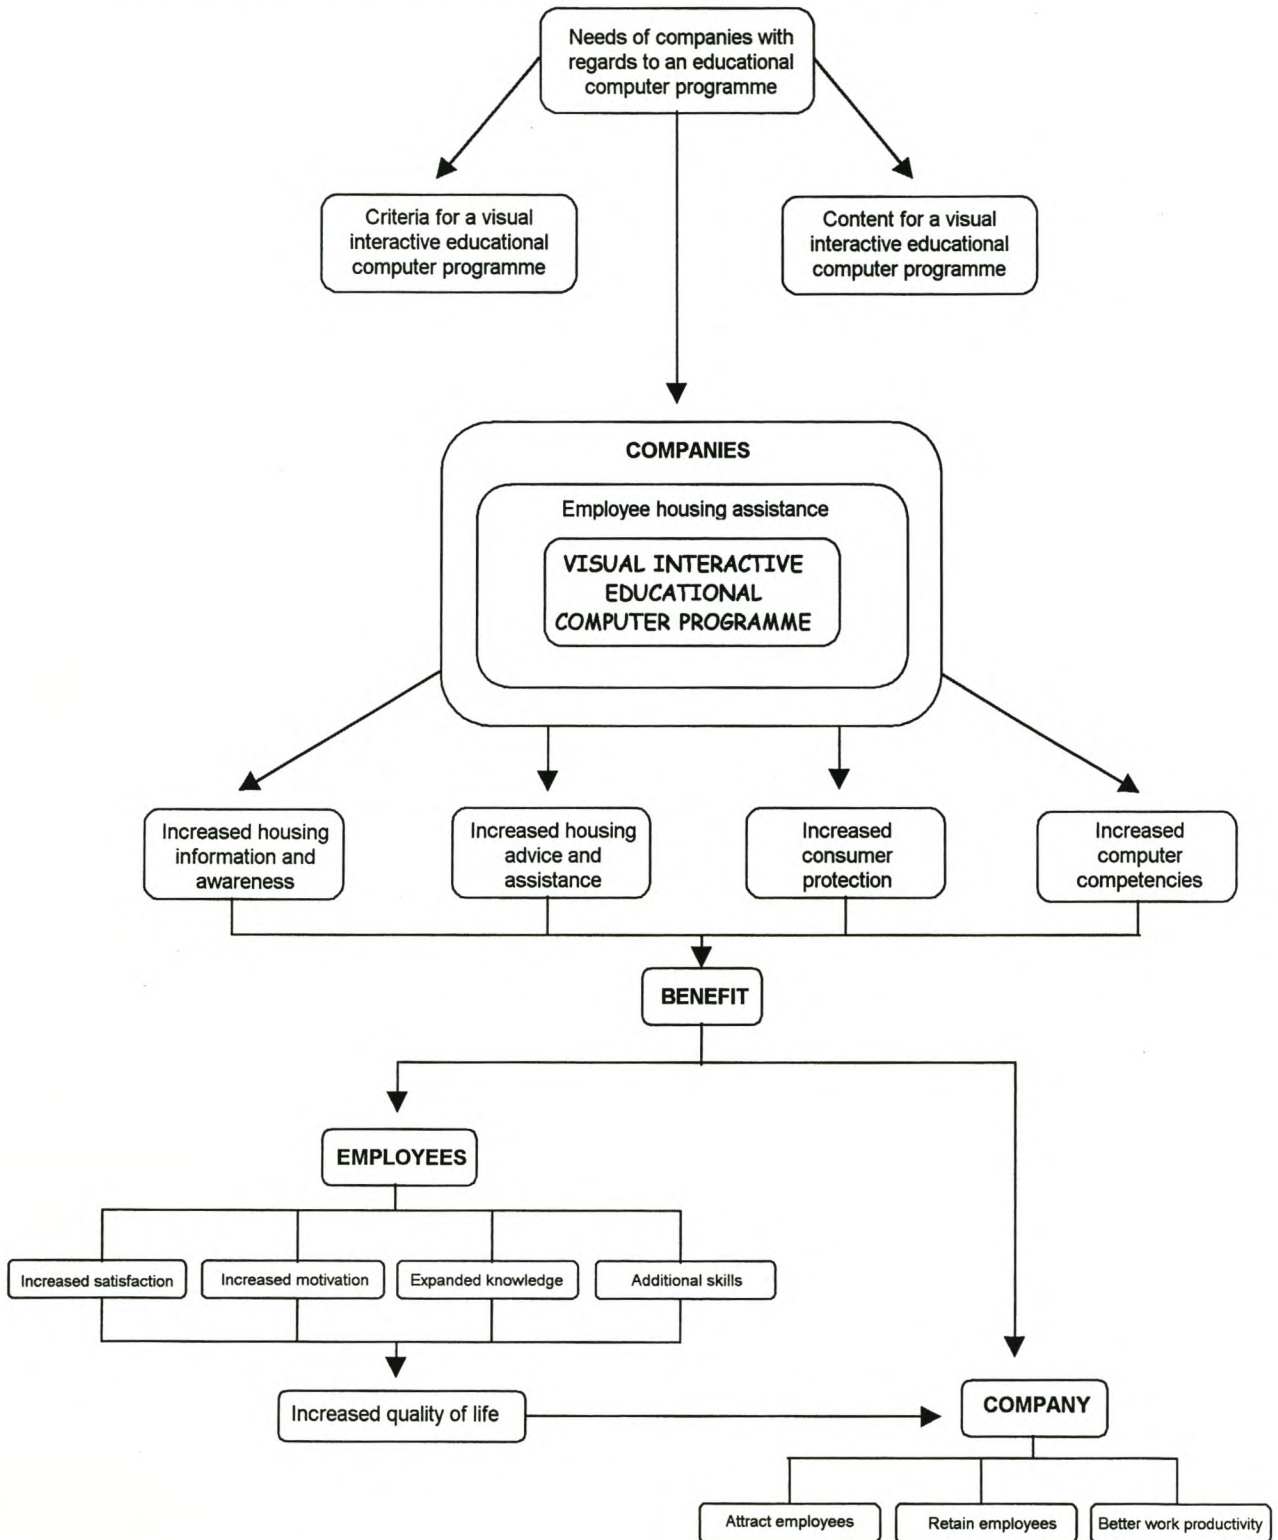 Needs of companies with
regards to an educational
computer programme
Criteria for a visual
interactive educational
computer programme
Content for a visual
interactive educational
computer programme
COMPANIES
Employee housing assistance
VISUAL INTERACTIVE
EDUCATIONAL
COMPUTER PROGRAMME
Increased housing
information and
awareness
Increased housing
advice and
assistance
Increased
consumer
protection
Increased
computer
competencies
BENEFIT
EMPLOYEES
Increased satisfaction
Increased motivation
Expanded knowledge
Additional skills
Increased quality of life
COMPANY
Attract employees
Retain employees
Better work productivity